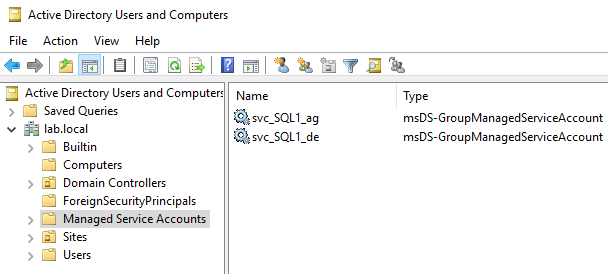 Active Directory Users and Computers
File Action View Help
Active Directory Users and Computers
Saved Queries
lab.local
Builtin
Computers
Domain Controllers
ForeignSecurityPrincipals
Managed Service Accounts
Sites
Users
Name Type
svc_SQL1_ag msDS-GroupManagedServiceAccount
svc_SQL1_de msDS-GroupManagedServiceAccount